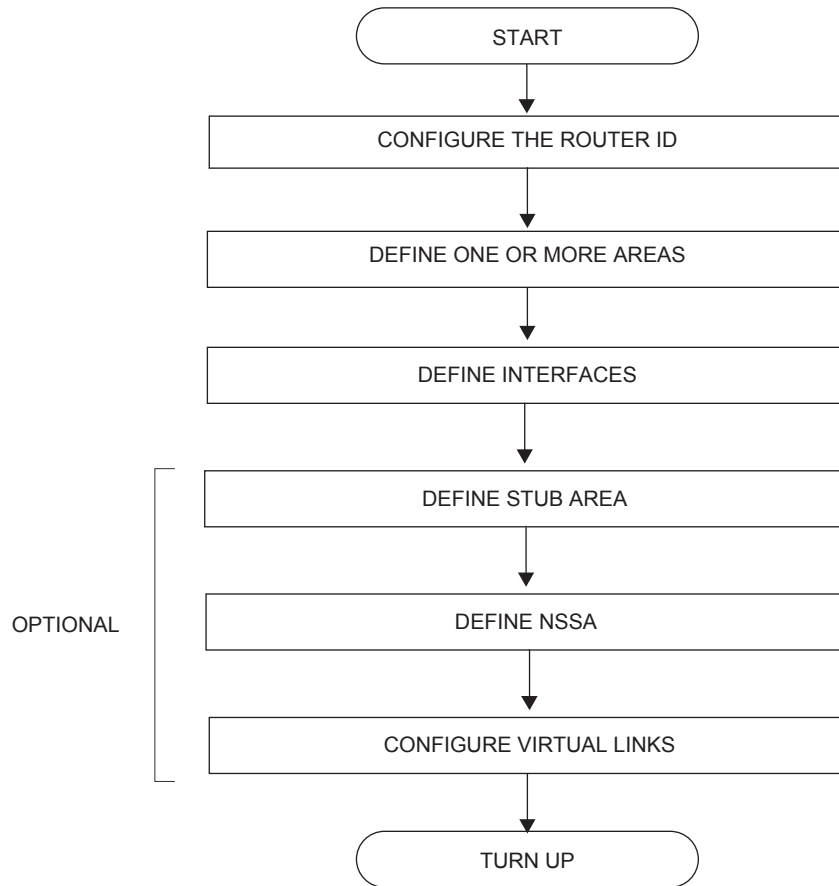 START
CONFIGURE THE ROUTER ID
DEFINE ONE OR MORE AREAS
DEFINE INTERFACES
DEFINE STUB AREA
OPTIONAL
DEFINE NSSA
CONFIGURE VIRTUAL LINKS
TURN UP